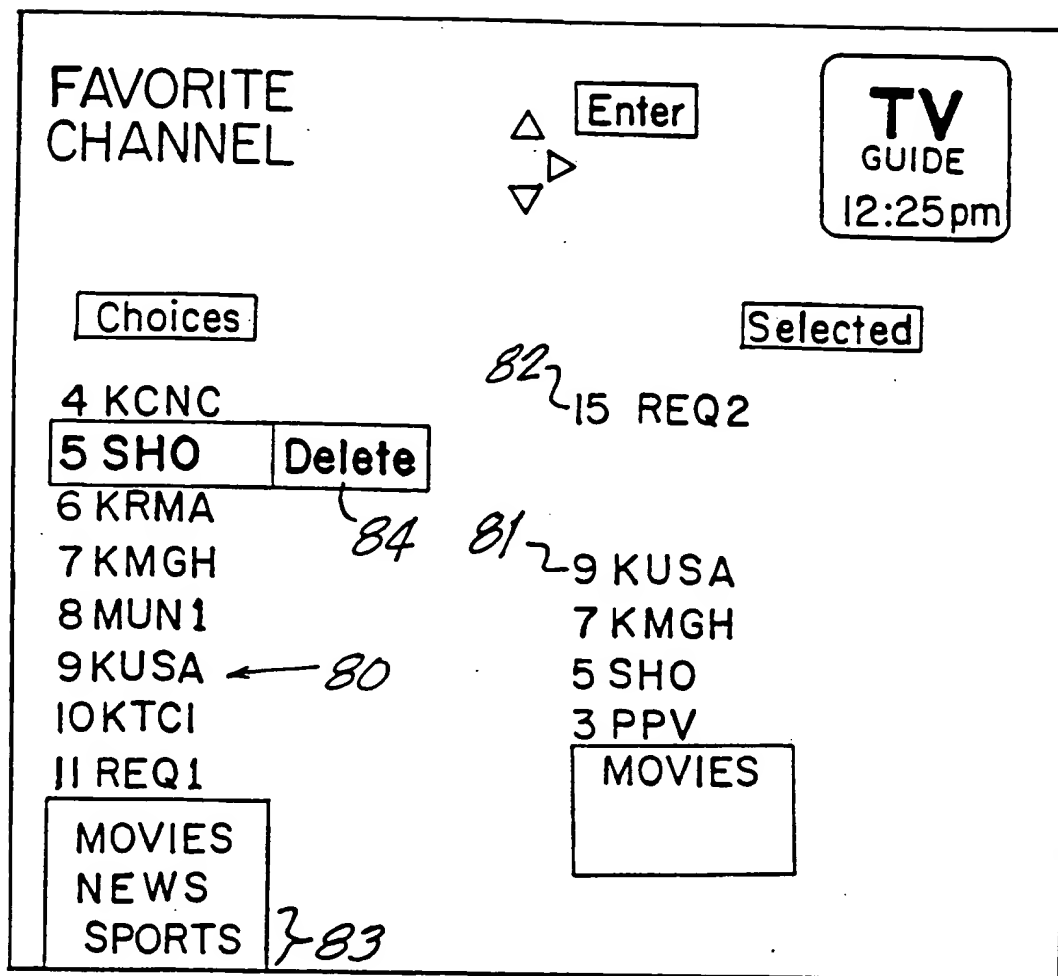 FAVORITE
CHANNEL
Enter
TV
GUIDE
12:25pm
Choices
Selected
4 KCNC
5 SHO Delete
6 KRMA
7 KMGH
8 MUN1
9 KUSA
10 KTCI
11 REQ1
MOVIES
NEWS
SPORTS
84
80
83
82
15 REQ2
81
9 KUSA
7 KMGH
5 SHO
3 PPV
MOVIES